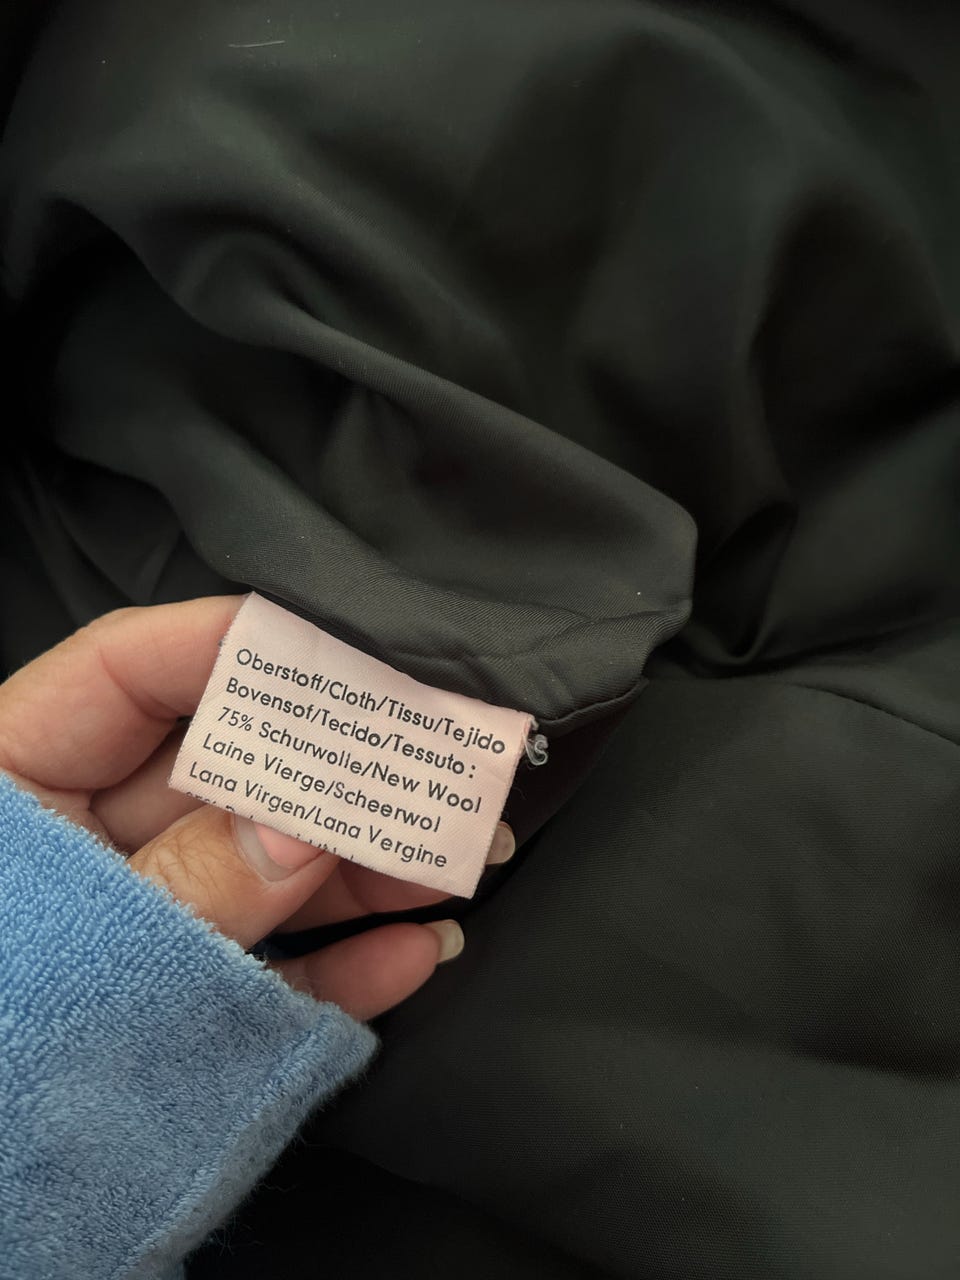 Oberstoff/Cloth/Tissu/Tejido
Bovensof/Tecido/Tessuto:
75% Schurwolle/New Wool
Laine Vierge/Scheerwol
Lana Virgen/Lana Vergine